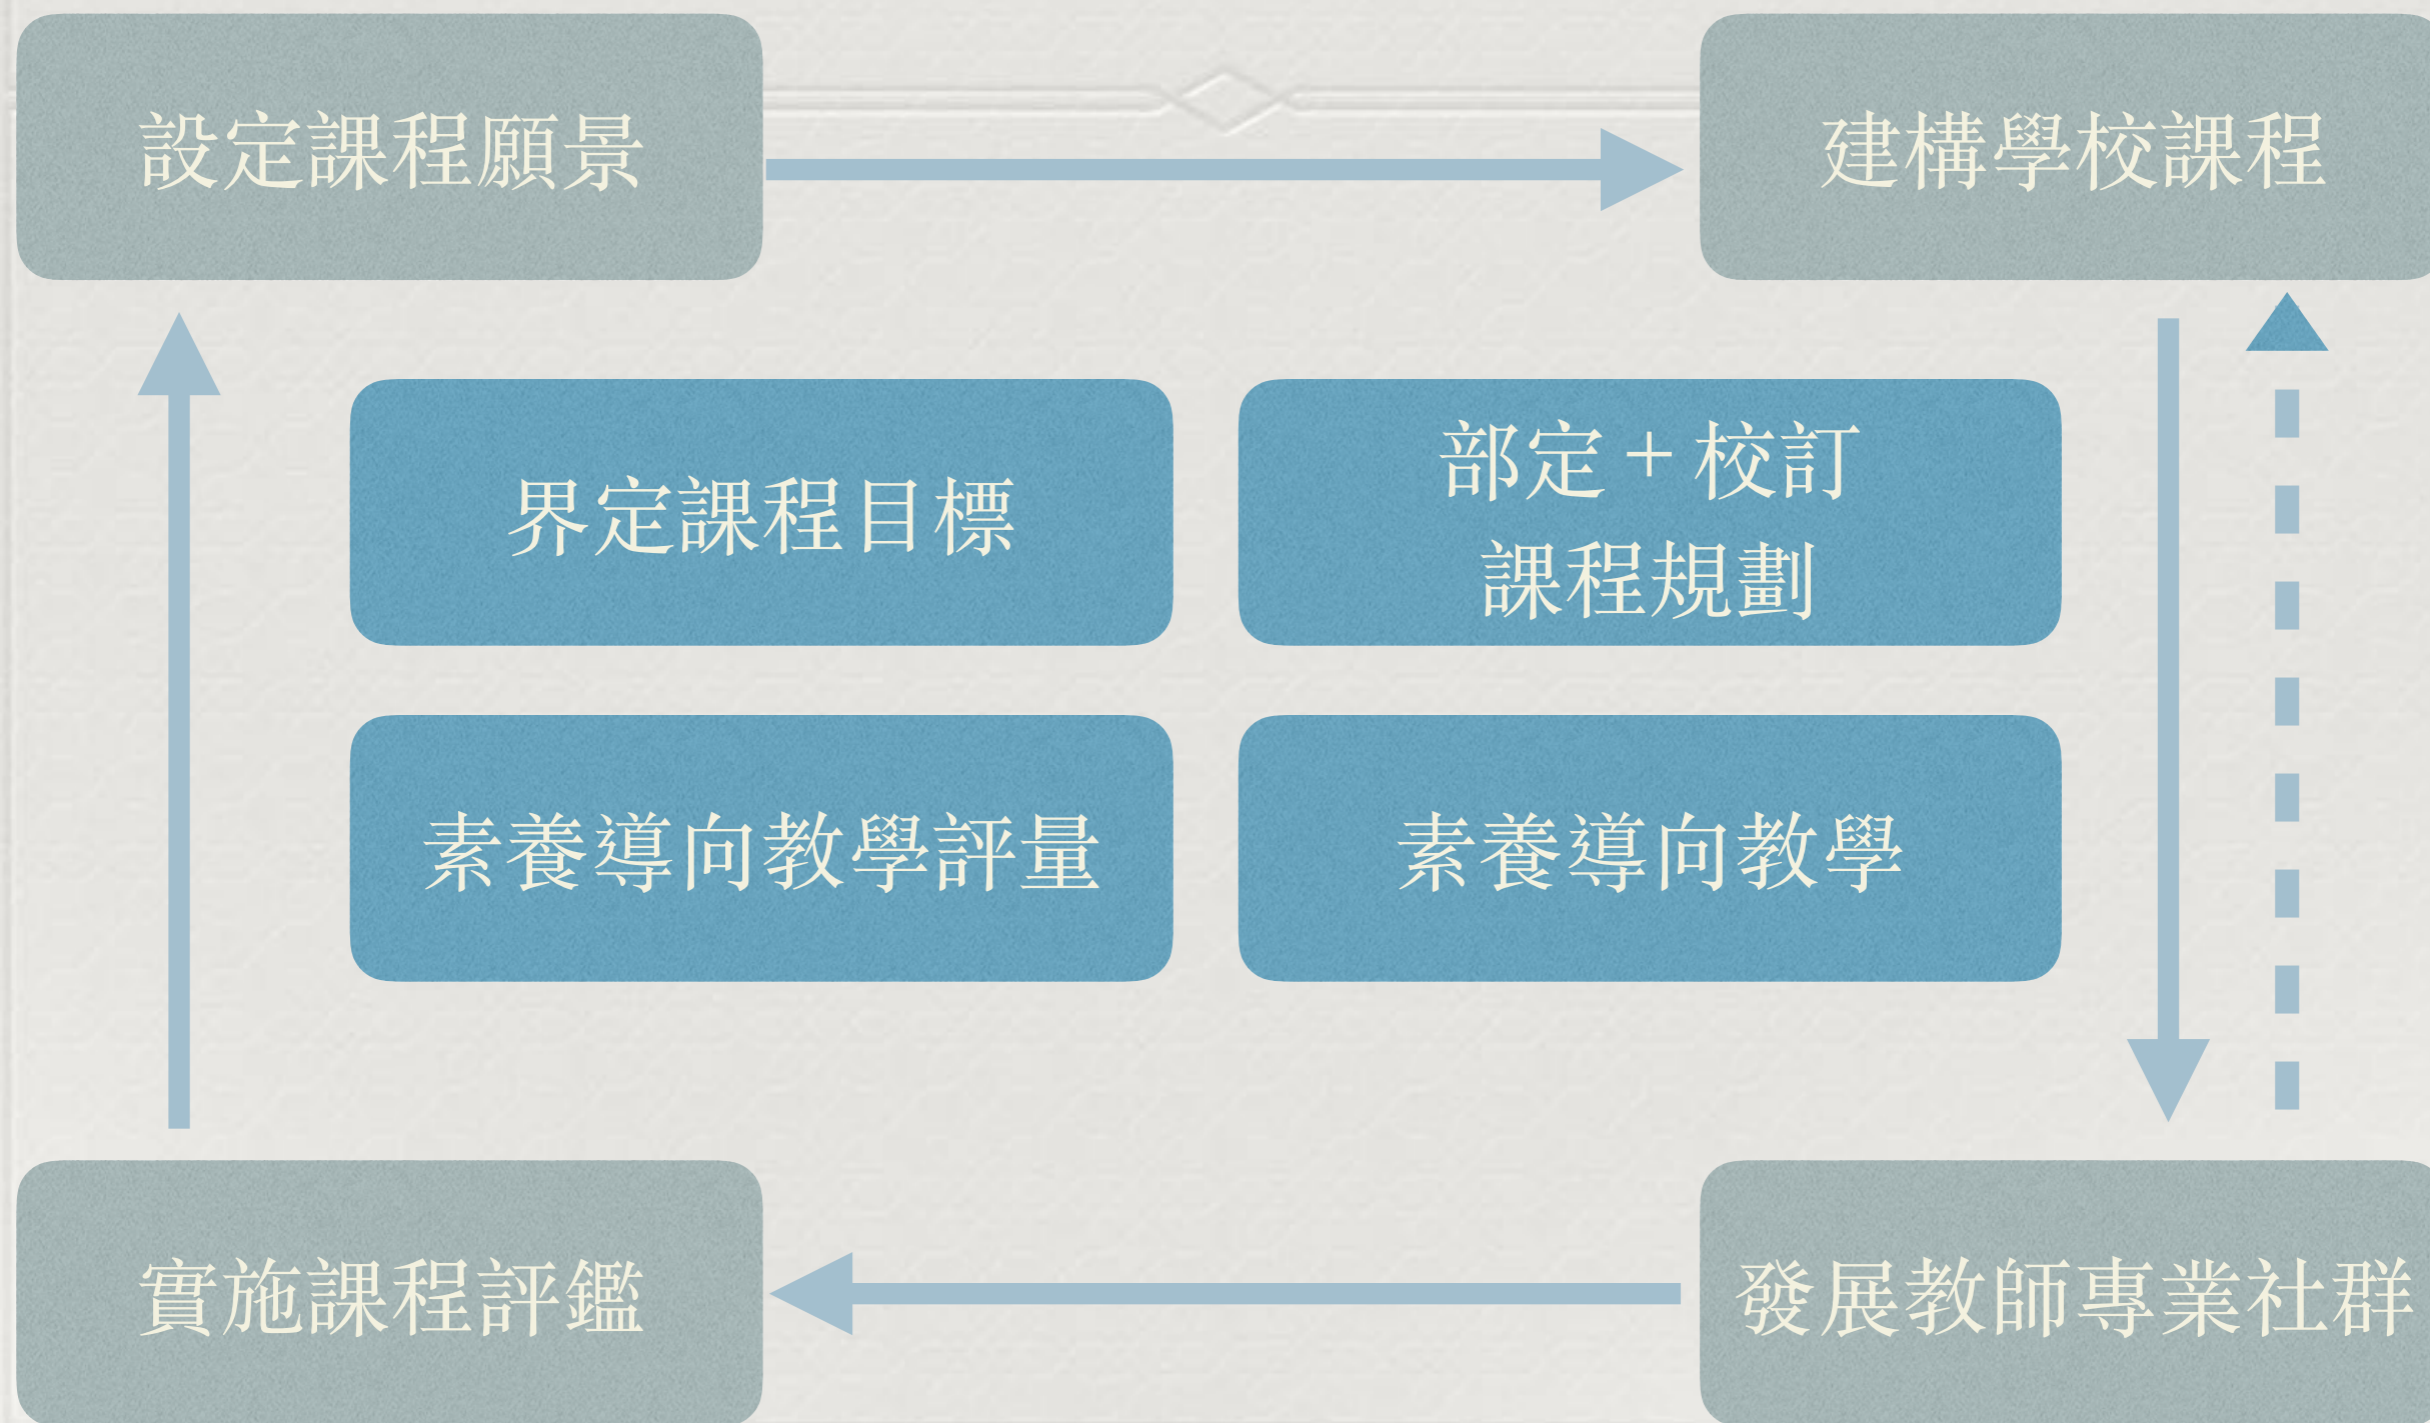 設定課程願景
建構學校課程
界定課程目標
部定＋校訂
課程規劃
素養導向教學評量
素養導向教學
實施課程評鑑
發展教師專業社群